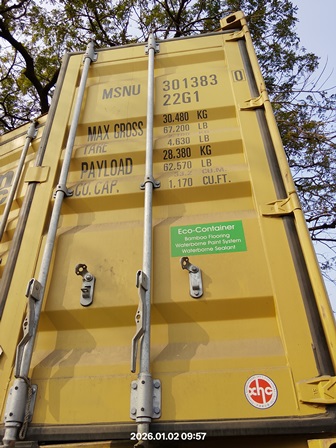 MSNU 301383 0
22G1
MAX GROSS 30.480 KG
67.200 LB
TARE
4.630 LB
PAYLOAD 28.380 KG
62.570 LB
CU.CAP.
1.170 CU.FT.
Eco-Container
Bamboo Flooring
Waterborne Paint System
Waterborne Sealant
2026.01.02 09:57